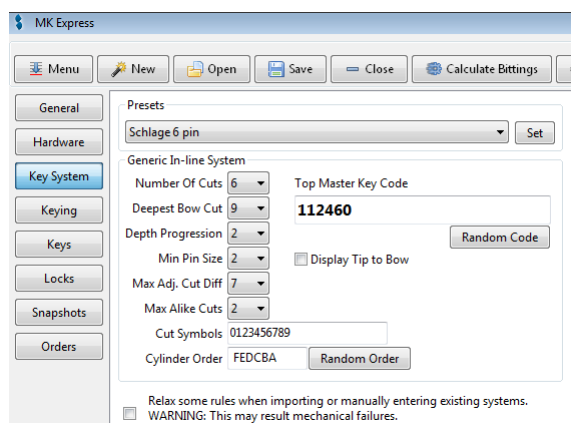 MK Express
Menu New Open Save Close Calculate Bittings
General
Hardware
Key System
Keying
Keys
Locks
Snapshots
Orders
Presets
Schlage 6 pin Set
Generic In-line System
Number Of Cuts 6 Top Master Key Code
Deepest Bow Cut 9 112460
Depth Progression 2 Random Code
Min Pin Size 2 Display Tip to Bow
Max Adj. Cut Diff 7
Max Alike Cuts 2
Cut Symbols 0123456789
Cylinder Order FEDCBA Random Order
Relax some rules when importing or manually entering existing systems.
WARNING: This may result mechanical failures.